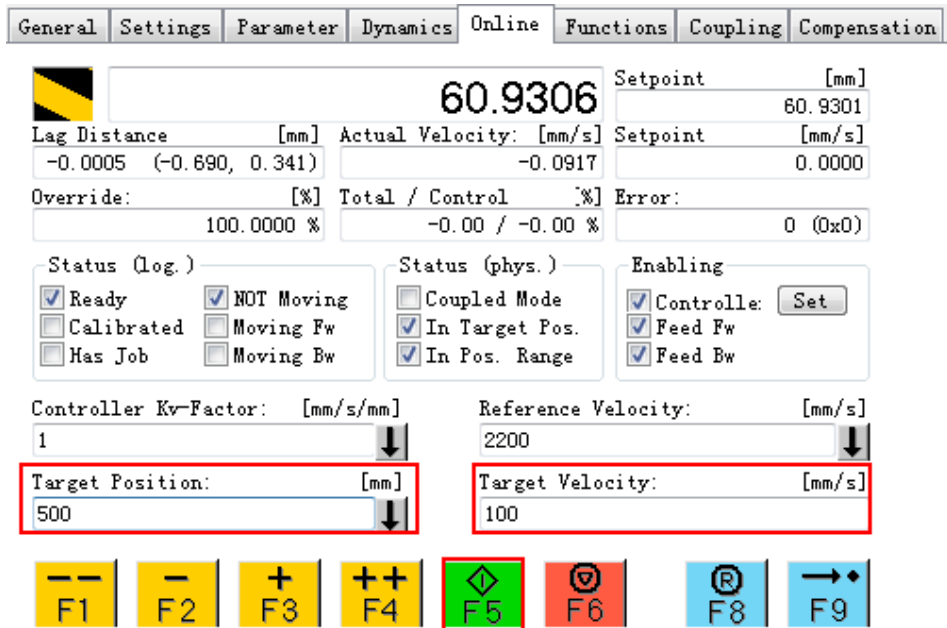 General Settings Parameter Dynamics Online Functions Coupling Compensation
60.9306
Setpoint [mm]
60.9301
Lag Distance [mm] Actual Velocity: [mm/s] Setpoint [mm/s]
-0.0005 (-0.690, 0.341) -0.0917 0.0000
Override: [%] Total / Control %] Error:
100.0000 % -0.00 / -0.00 % 0 (0x0)
Status (log.) Status (phys.) Enabling
Ready NOT Moving Coupled Mode Controlle: Set
Calibrated Moving Fw In Target Pos. Feed Fw
Has Job Moving Bw In Pos. Range Feed Bw
Controller Kv-Factor: [mm/s/mm] Reference Velocity: [mm/s]
1 2200
Target Position: [mm] Target Velocity: [mm/s]
500 100
-- - + ++ R
F1 F2 F3 F4 F5 F6 F8 F9